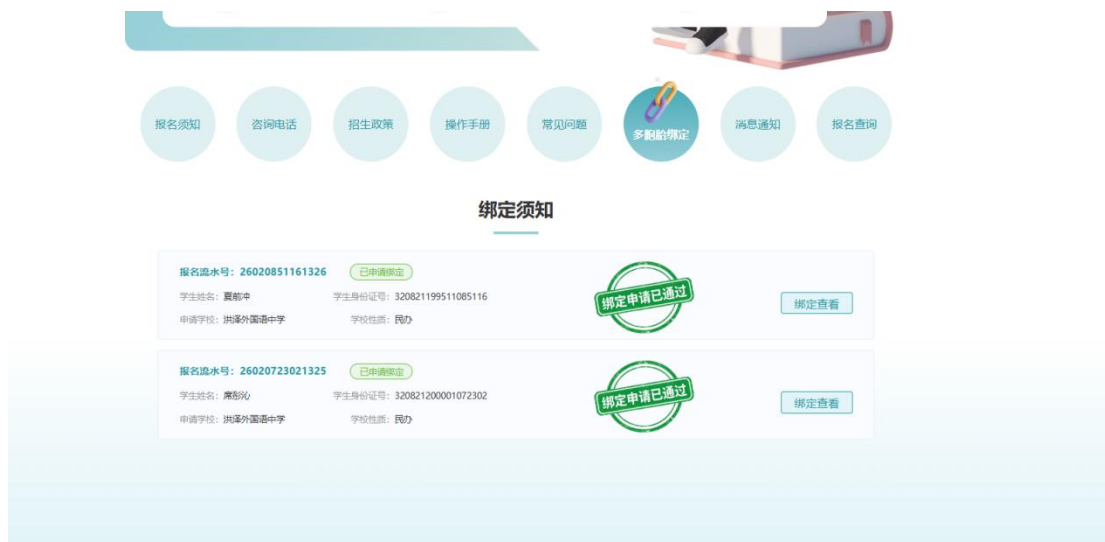 报名须知 咨询电话 招生政策 操作手册 常见问题 多胞胎绑定 消息通知 报名查询
绑定须知
报名流水号：26020851161326 已申请绑定
学生姓名：夏前冲 学生身份证号：320821199511085116
申请学校：洪泽外国语中学 学校性质：民办
绑定申请已通过
绑定查看
报名流水号：26020723021325 已申请绑定
学生姓名：席彤沁 学生身份证号：320821200001072302
申请学校：洪泽外国语中学 学校性质：民办
绑定申请已通过
绑定查看